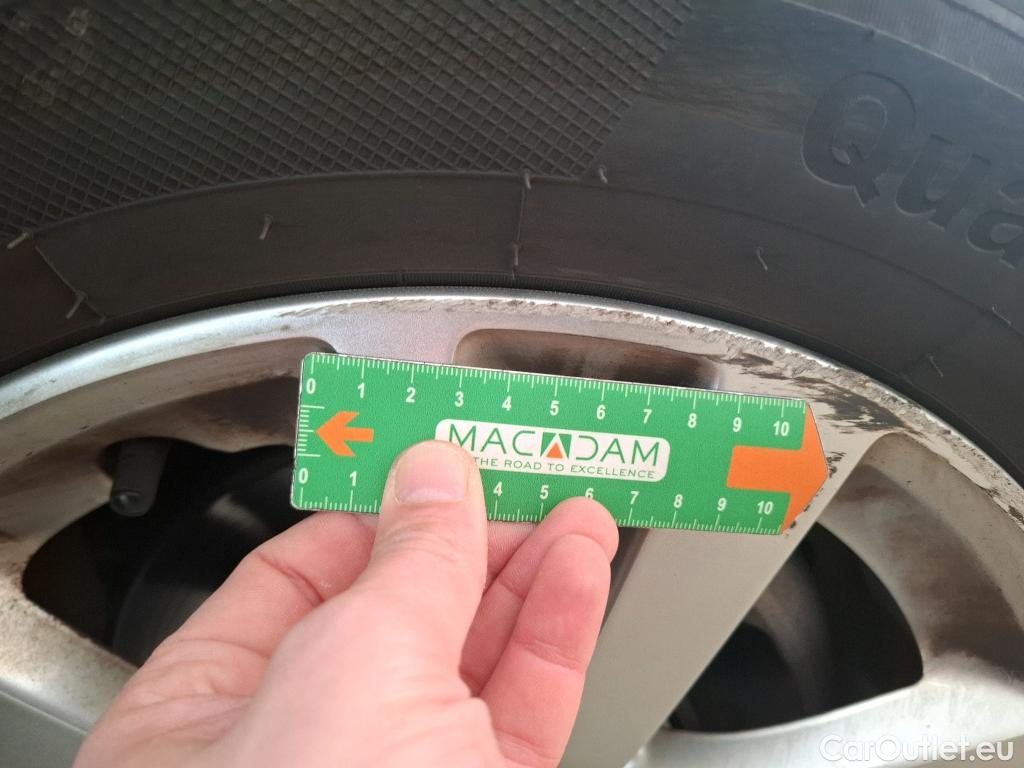 Qua
0 1 2 3 4 5 6 7 8 9 10
MACADAM
THE ROAD TO EXCELLENCE
0 1 4 5 6 7 8 9 10
CarOutlet.eu